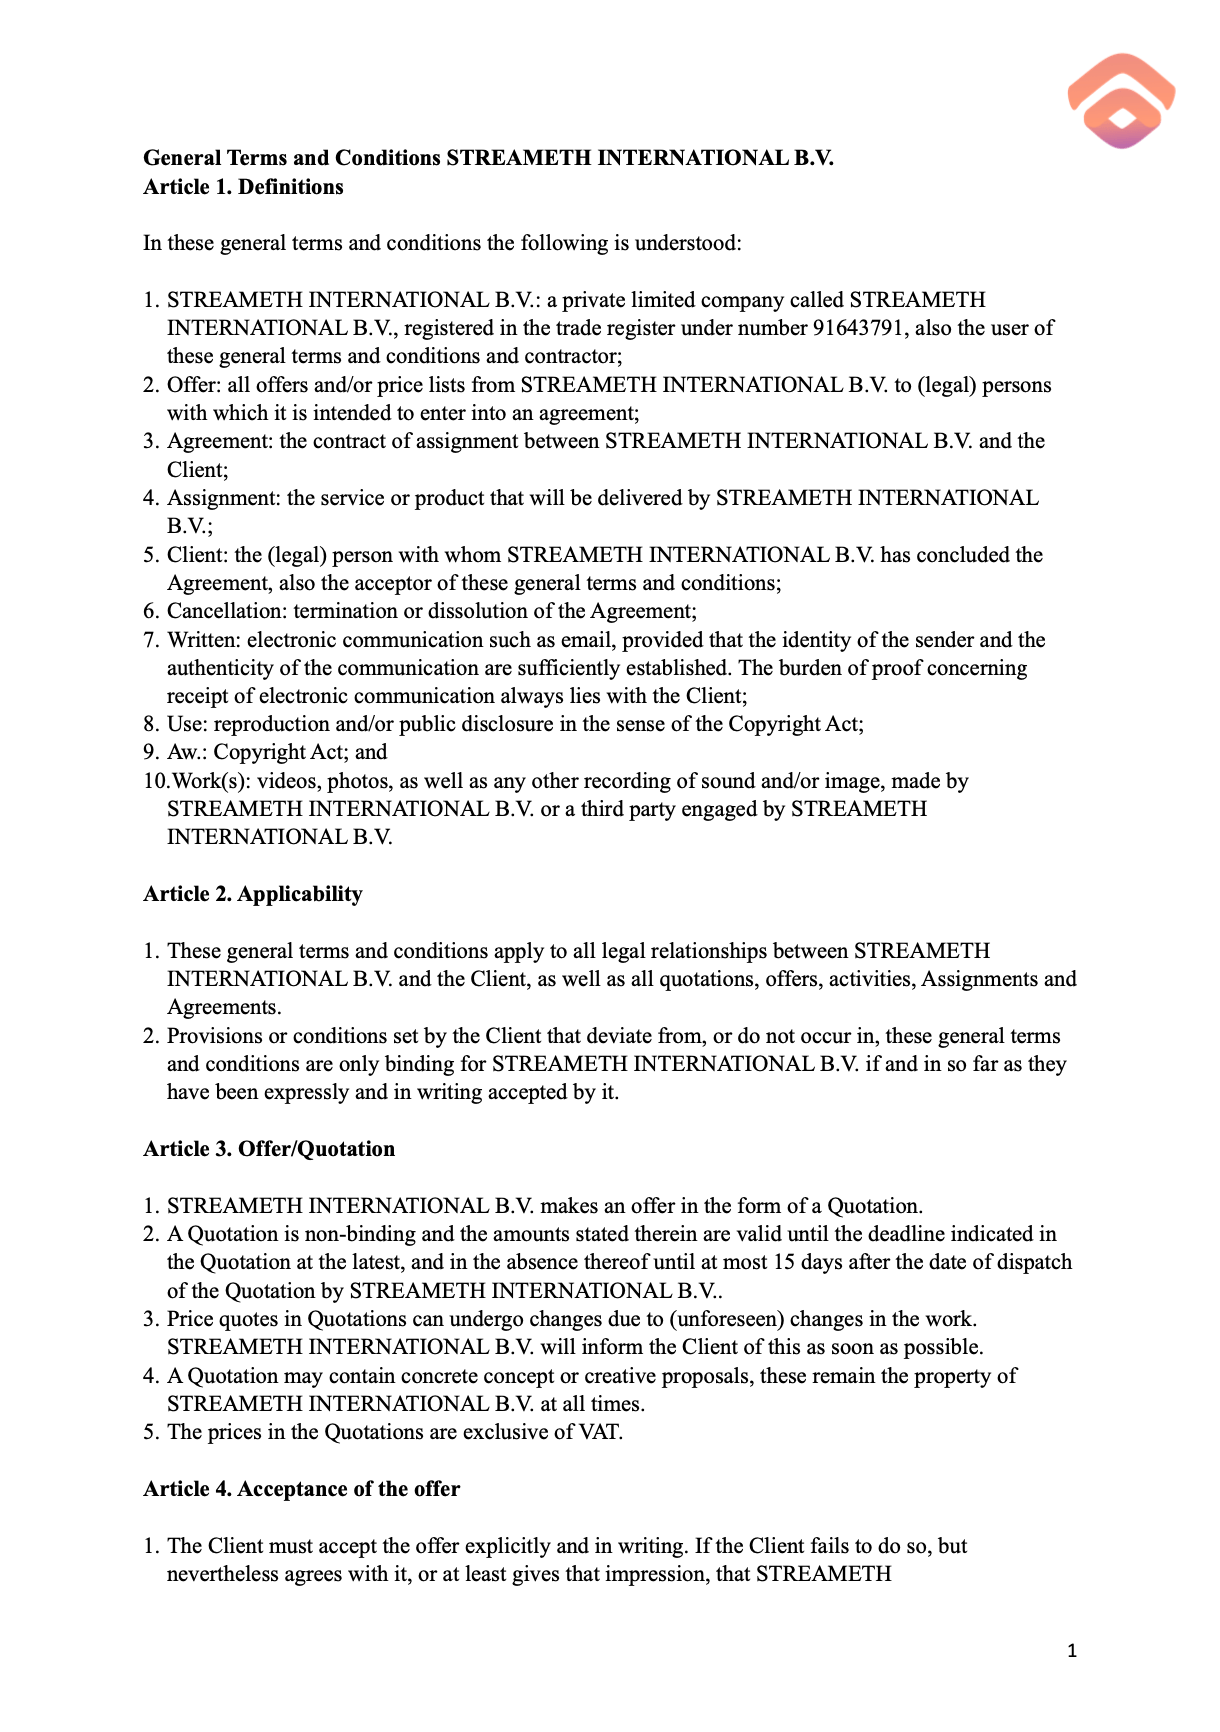 General Terms and Conditions STREAMETH INTERNATIONAL B.V.
Article 1. Definitions
In these general terms and conditions the following is understood:
1. STREAMETH INTERNATIONAL B.V.: a private limited company called STREAMETH
INTERNATIONAL B.V., registered in the trade register under number 91643791, also the user of
these general terms and conditions and contractor;
2. Offer: all offers and/or price lists from STREAMETH INTERNATIONAL B.V. to (legal) persons
with which it is intended to enter into an agreement;
3. Agreement: the contract of assignment between STREAMETH INTERNATIONAL B.V. and the
Client;
4. Assignment: the service or product that will be delivered by STREAMETH INTERNATIONAL
B.V.;
5. Client: the (legal) person with whom STREAMETH INTERNATIONAL B.V. has concluded the
Agreement, also the acceptor of these general terms and conditions;
6. Cancellation: termination or dissolution of the Agreement;
7. Written: electronic communication such as email, provided that the identity of the sender and the
authenticity of the communication are sufficiently established. The burden of proof concerning
receipt of electronic communication always lies with the Client;
8. Use: reproduction and/or public disclosure in the sense of the Copyright Act;
9. Aw.: Copyright Act; and
10.Work(s): videos, photos, as well as any other recording of sound and/or image, made by
STREAMETH INTERNATIONAL B.V. or a third party engaged by STREAMETH
INTERNATIONAL B.V.
Article 2. Applicability
1. These general terms and conditions apply to all legal relationships between STREAMETH
INTERNATIONAL B.V. and the Client, as well as all quotations, offers, activities, Assignments and
Agreements.
2. Provisions or conditions set by the Client that deviate from, or do not occur in, these general terms
and conditions are only binding for STREAMETH INTERNATIONAL B.V. if and in so far as they
have been expressly and in writing accepted by it.
Article 3. Offer/Quotation
1. STREAMETH INTERNATIONAL B.V. makes an offer in the form of a Quotation.
2. A Quotation is non-binding and the amounts stated therein are valid until the deadline indicated in
the Quotation at the latest, and in the absence thereof until at most 15 days after the date of dispatch
of the Quotation by STREAMETH INTERNATIONAL B.V..
3. Price quotes in Quotations can undergo changes due to (unforeseen) changes in the work.
STREAMETH INTERNATIONAL B.V. will inform the Client of this as soon as possible.
4. A Quotation may contain concrete concept or creative proposals, these remain the property of
STREAMETH INTERNATIONAL B.V. at all times.
5. The prices in the Quotations are exclusive of VAT.
Article 4. Acceptance of the offer
1. The Client must accept the offer explicitly and in writing. If the Client fails to do so, but
nevertheless agrees with it, or at least gives that impression, that STREAMETH
1